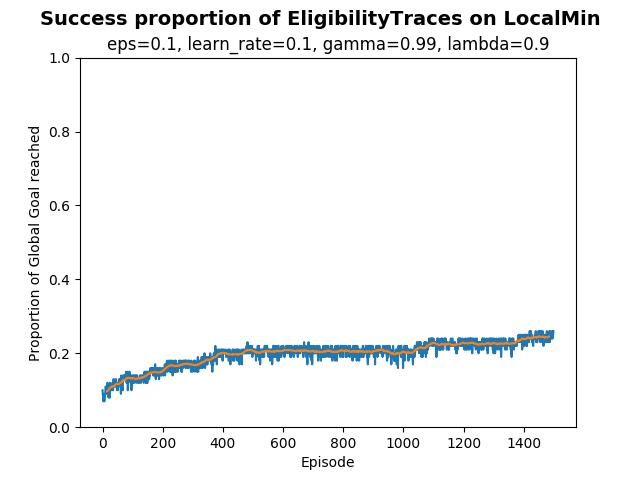 Success proportion of EligibilityTraces on LocalMin
eps=0.1, learn_rate=0.1, gamma=0.99, lambda=0.9
Proportion of Global Goal reached
1.0
0.8
0.6
0.4
0.2
0.0
0 200 400 600 800 1000 1200 1400
Episode